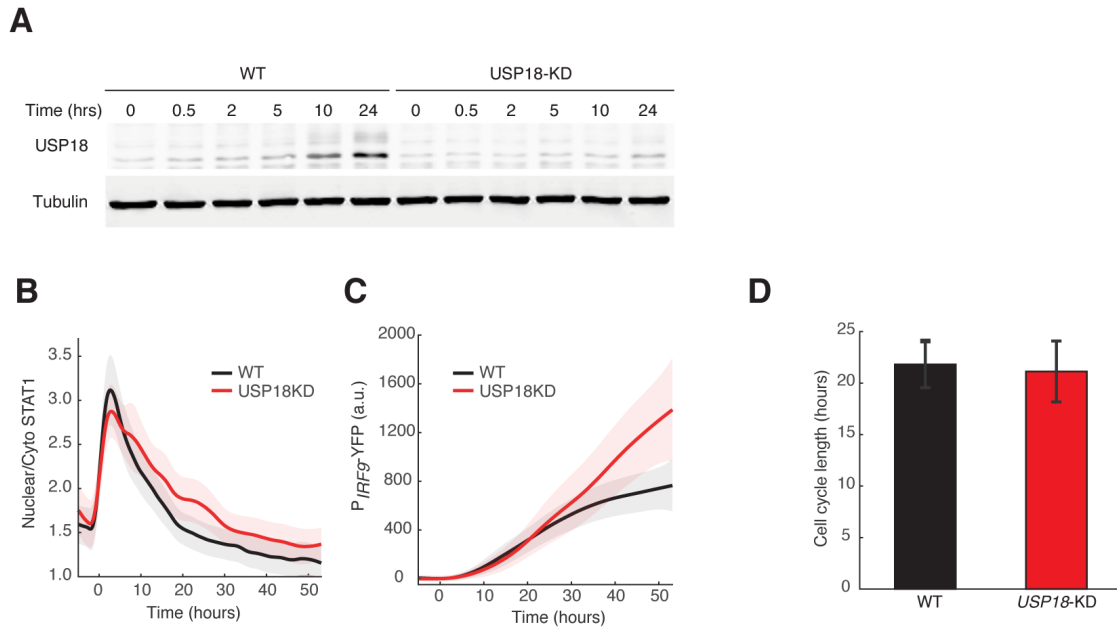 A
WT USP18-KD
Time (hrs) 0 0.5 2 5 10 24 0 0.5 2 5 10 24
USP18
Tubulin
B
Nuclear/Cyto STAT1
3.5
3.0
2.5
2.0
1.5
1.0
WT
USP18KD
0 10 20 30 40 50
Time (hours)
C
P IRF9-YFP (a.u.)
2000
1600
1200
800
400
0
WT
USP18KD
0 10 20 30 40 50
Time (hours)
D
Cell cycle length (hours)
25
20
15
10
5
0
WT USP18-KD